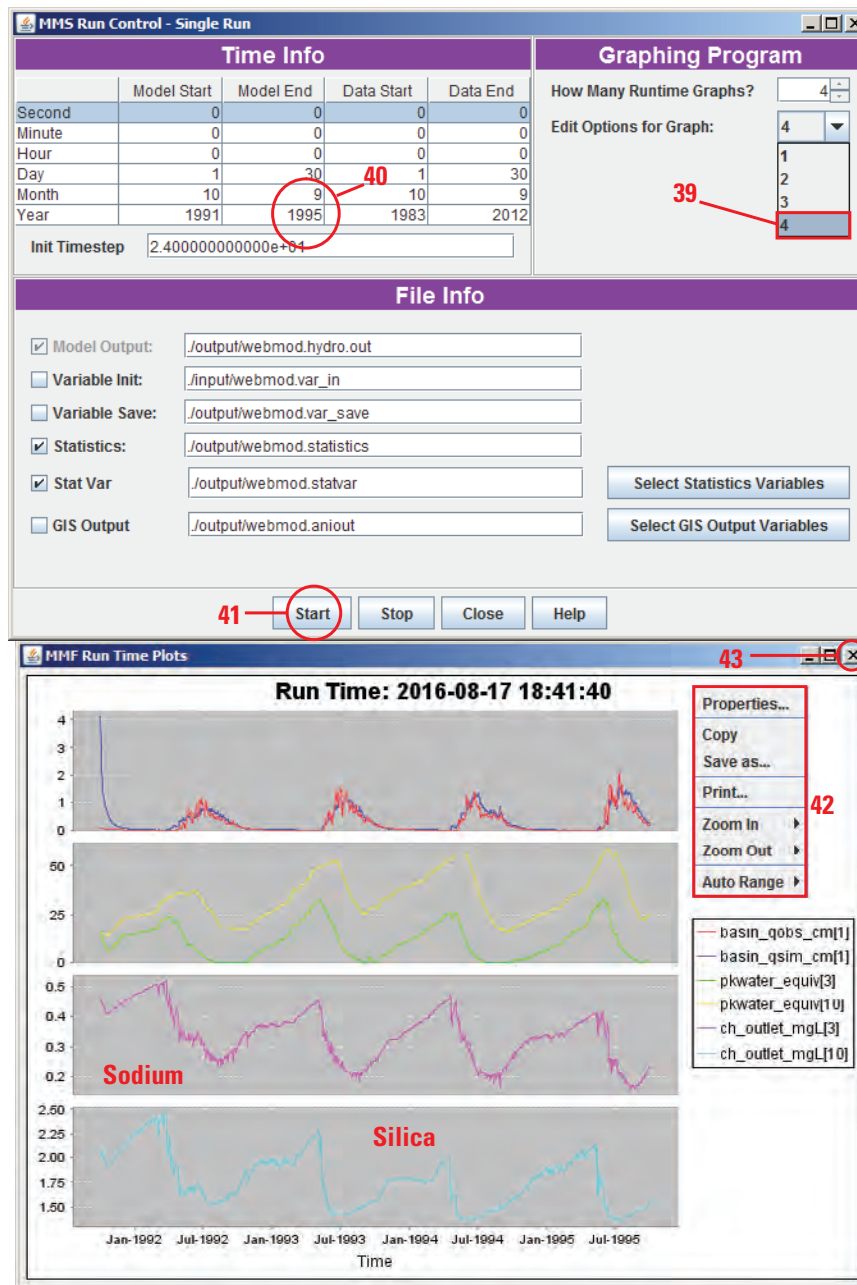 MMS Run Control - Single Run
Time Info
Model Start Model End Data Start Data End
Second 0 0 0 0
Minute 0 0 0 0
Hour 0 0 0 0
Day 1 30 1 30
Month 10 9 10 9
Year 1991 1995 1983 2012
40
Init Timestep 2.400000000000e+01
Graphing Program
How Many Runtime Graphs? 4
Edit Options for Graph: 4
1
2
3
4
39
File Info
Model Output: ./output/webmod.hydro.out
Variable Init: ./input/webmod.var_in
Variable Save: ./output/webmod.var_save
Statistics: ./output/webmod.statistics
Stat Var ./output/webmod.statvar Select Statistics Variables
GIS Output ./output/webmod.aniout Select GIS Output Variables
41 Start Stop Close Help
MMF Run Time Plots 43
Run Time: 2016-08-17 18:41:40
4
3
2
1
0
50
25
0
0.5
0.4
0.3
0.2
Sodium
2.50
2.25
2.00
1.75
1.50
Silica
Jan-1992 Jul-1992 Jan-1993 Jul-1993 Jan-1994 Jul-1994 Jan-1995 Jul-1995
Time
Properties...
Copy
Save as...
Print...
Zoom In
Zoom Out
Auto Range
42
basin_qobs_cm[1]
basin_qsim_cm[1]
pkwater_equiv[3]
pkwater_equiv[10]
ch_outlet_mgL[3]
ch_outlet_mgL[10]